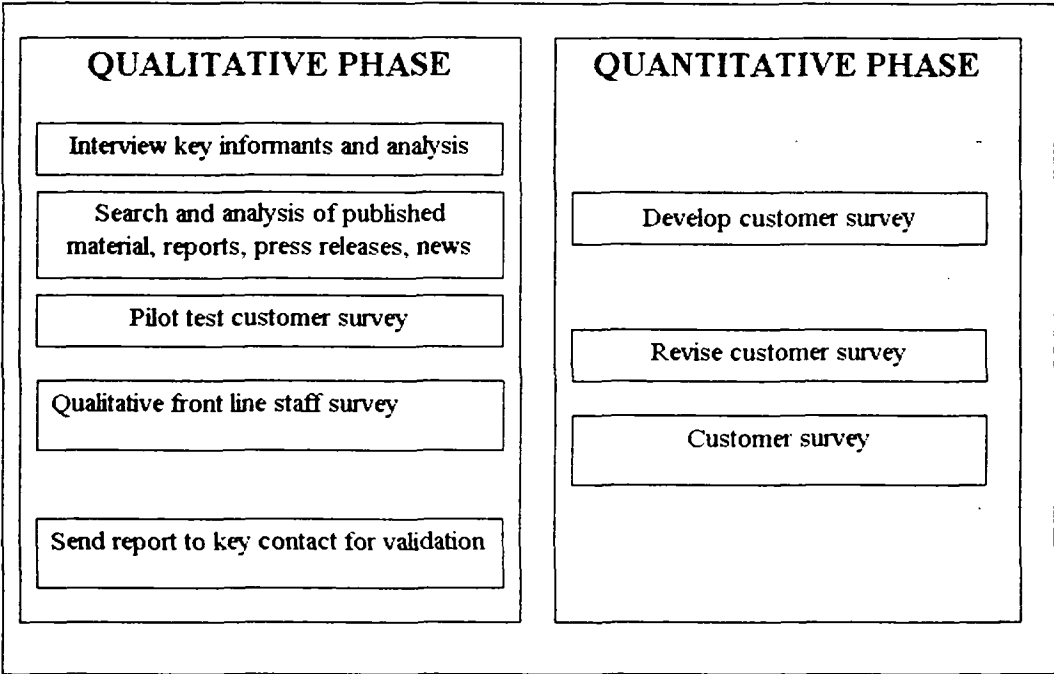 QUALITATIVE PHASE
Interview key informants and analysis
Search and analysis of published
material, reports, press releases, news
Pilot test customer survey
Qualitative front line staff survey
Send report to key contact for validation
QUANTITATIVE PHASE
Develop customer survey
Revise customer survey
Customer survey